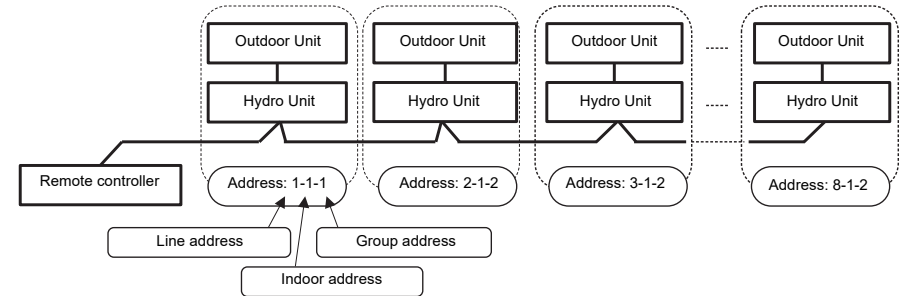 Outdoor Unit Outdoor Unit Outdoor Unit Outdoor Unit
Hydro Unit Hydro Unit Hydro Unit Hydro Unit
Remote controller Address: 1-1-1 Address: 2-1-2 Address: 3-1-2 Address: 8-1-2
Line address Group address
Indoor address